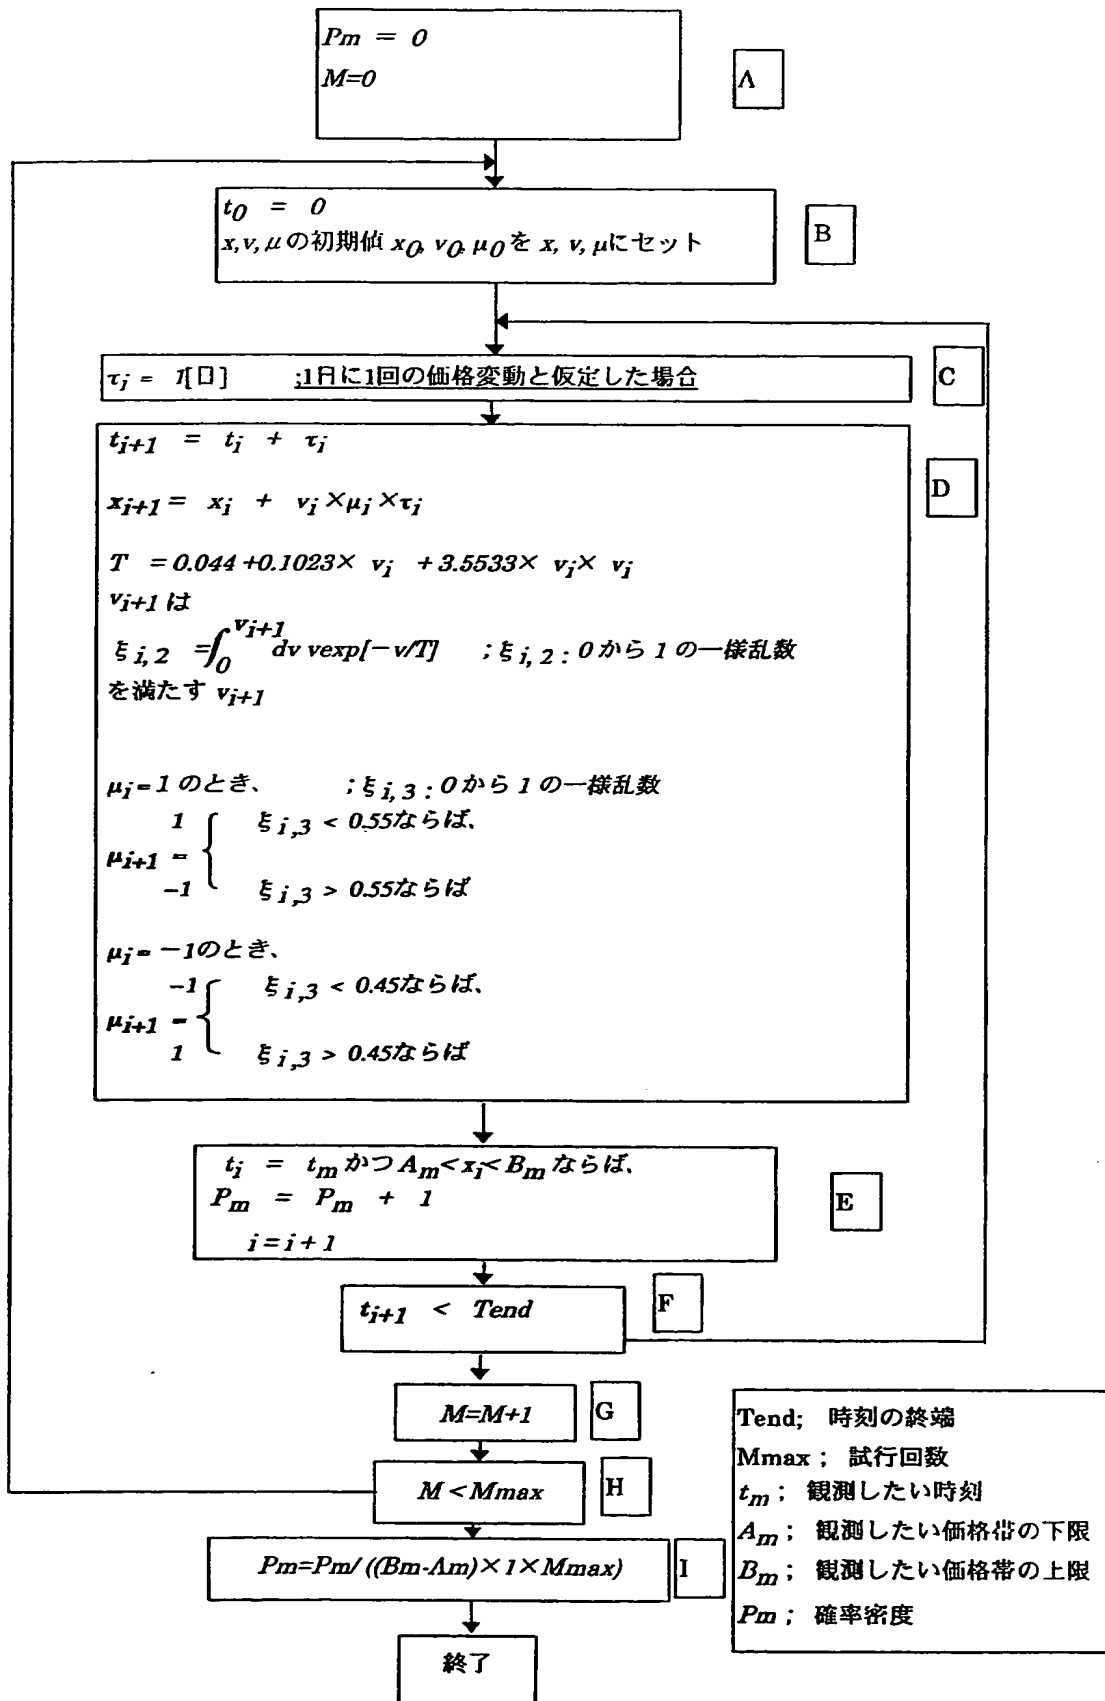 Pm = 0
M=0
A
t0 = 0
x, v, μの初期値 x0, v0, μ0を x, v, μにセット
B
τi = 1[日] ;1日に1回の価格変動と仮定した場合
C
ti+1 = ti + τi
D
xi+1 = xi + vi×μi×τi
T = 0.044+0.1023× vi +3.5533× vi× vi
vi+1 は
ξi,2 =∫0^vi+1 dv vexp[-v/T] ;ξi,2 : 0から1の一様乱数
を満たす vi+1
μi=1のとき、 ;ξi,3 : 0から1の一様乱数
1 ξi,3 < 0.55ならば、
μi+1 = {
-1 ξi,3 > 0.55ならば
μi= -1のとき、
-1 ξi,3 < 0.45ならば、
μi+1 = {
1 ξi,3 > 0.45ならば
ti = tm かつ Am<xi<Bm ならば、
Pm = Pm + 1
i=i+1
E
ti+1 < Tend
F
M=M+1
G
M<Mmax
H
Pm=Pm/((Bm-Am)×1×Mmax)
I
終了
Tend; 時刻の終端
Mmax; 試行回数
tm; 観測したい時刻
Am; 観測したい価格帯の下限
Bm; 観測したい価格帯の上限
Pm; 確率密度